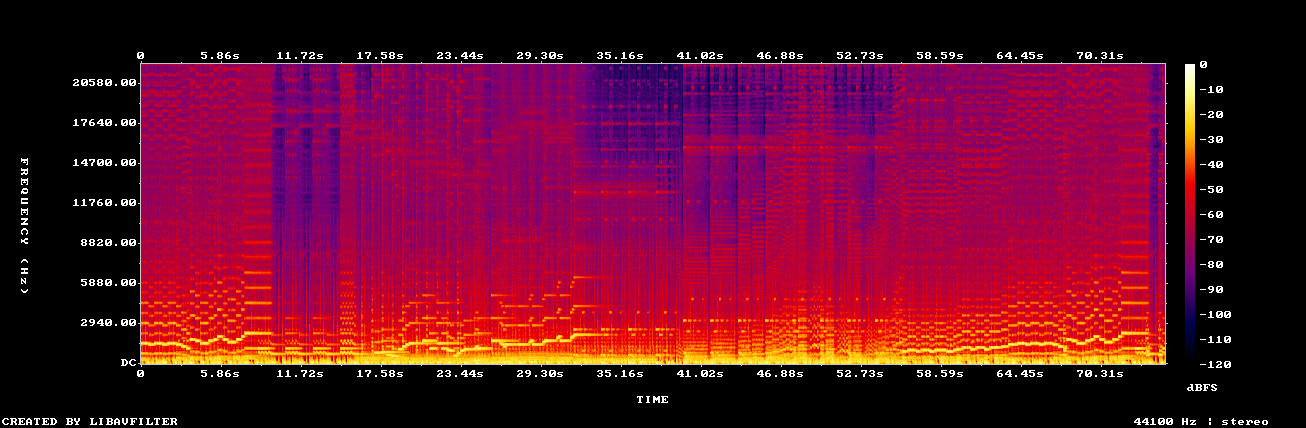 0 5.86s 11.72s 17.58s 23.44s 29.30s 35.16s 41.02s 46.88s 52.73s 58.59s 64.45s 70.31s
20580.00
17640.00
14700.00
11760.00
8820.00
5880.00
2940.00
DC
FREQUENCY (Hz)
0
-10
-20
-30
-40
-50
-60
-70
-80
-90
-100
-110
-120
dBFS
0 5.86s 11.72s 17.58s 23.44s 29.30s 35.16s 41.02s 46.88s 52.73s 58.59s 64.45s 70.31s
TIME
CREATED BY LIBAVFILTER
44100 Hz | stereo